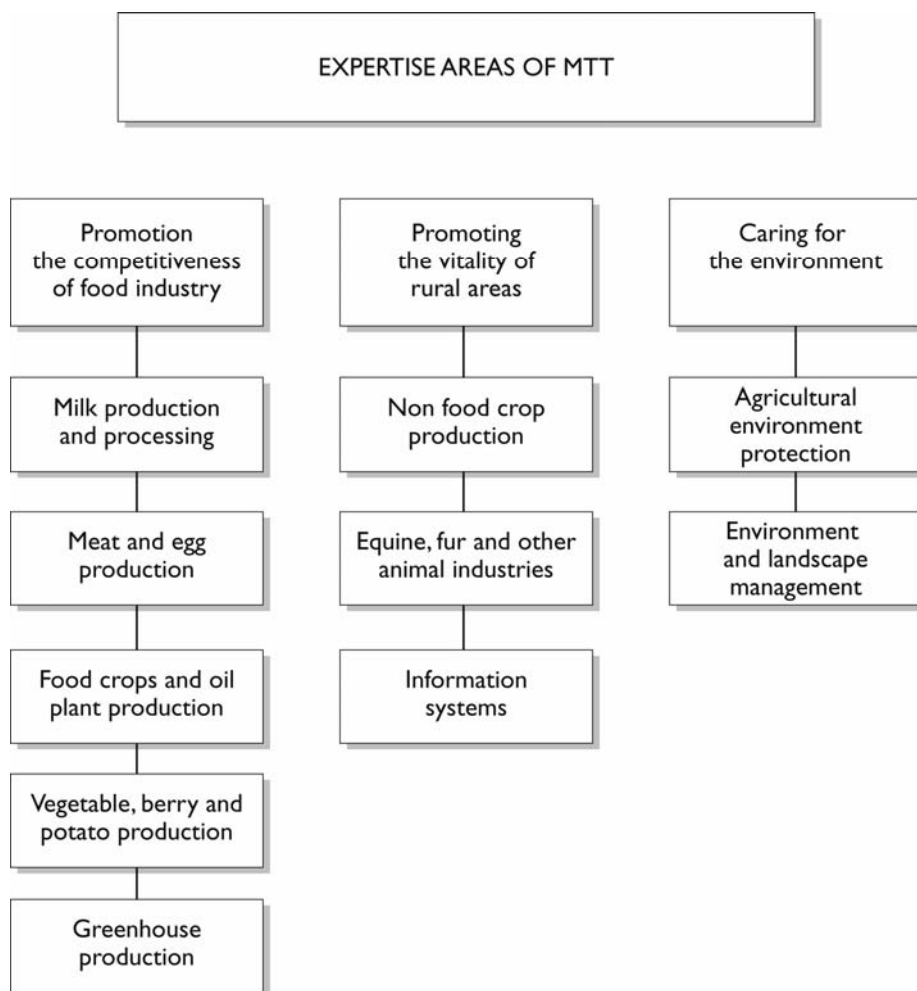 EXPERTISE AREAS OF MTT
Promotion
the competitiveness
of food industry
Milk production
and processing
Meat and egg
production
Food crops and oil
plant production
Vegetable, berry and
potato production
Greenhouse
production
Promoting
the vitality of
rural areas
Non food crop
production
Equine, fur and other
animal industries
Information
systems
Caring for
the environment
Agricultural
environment
protection
Environment
and landscape
management